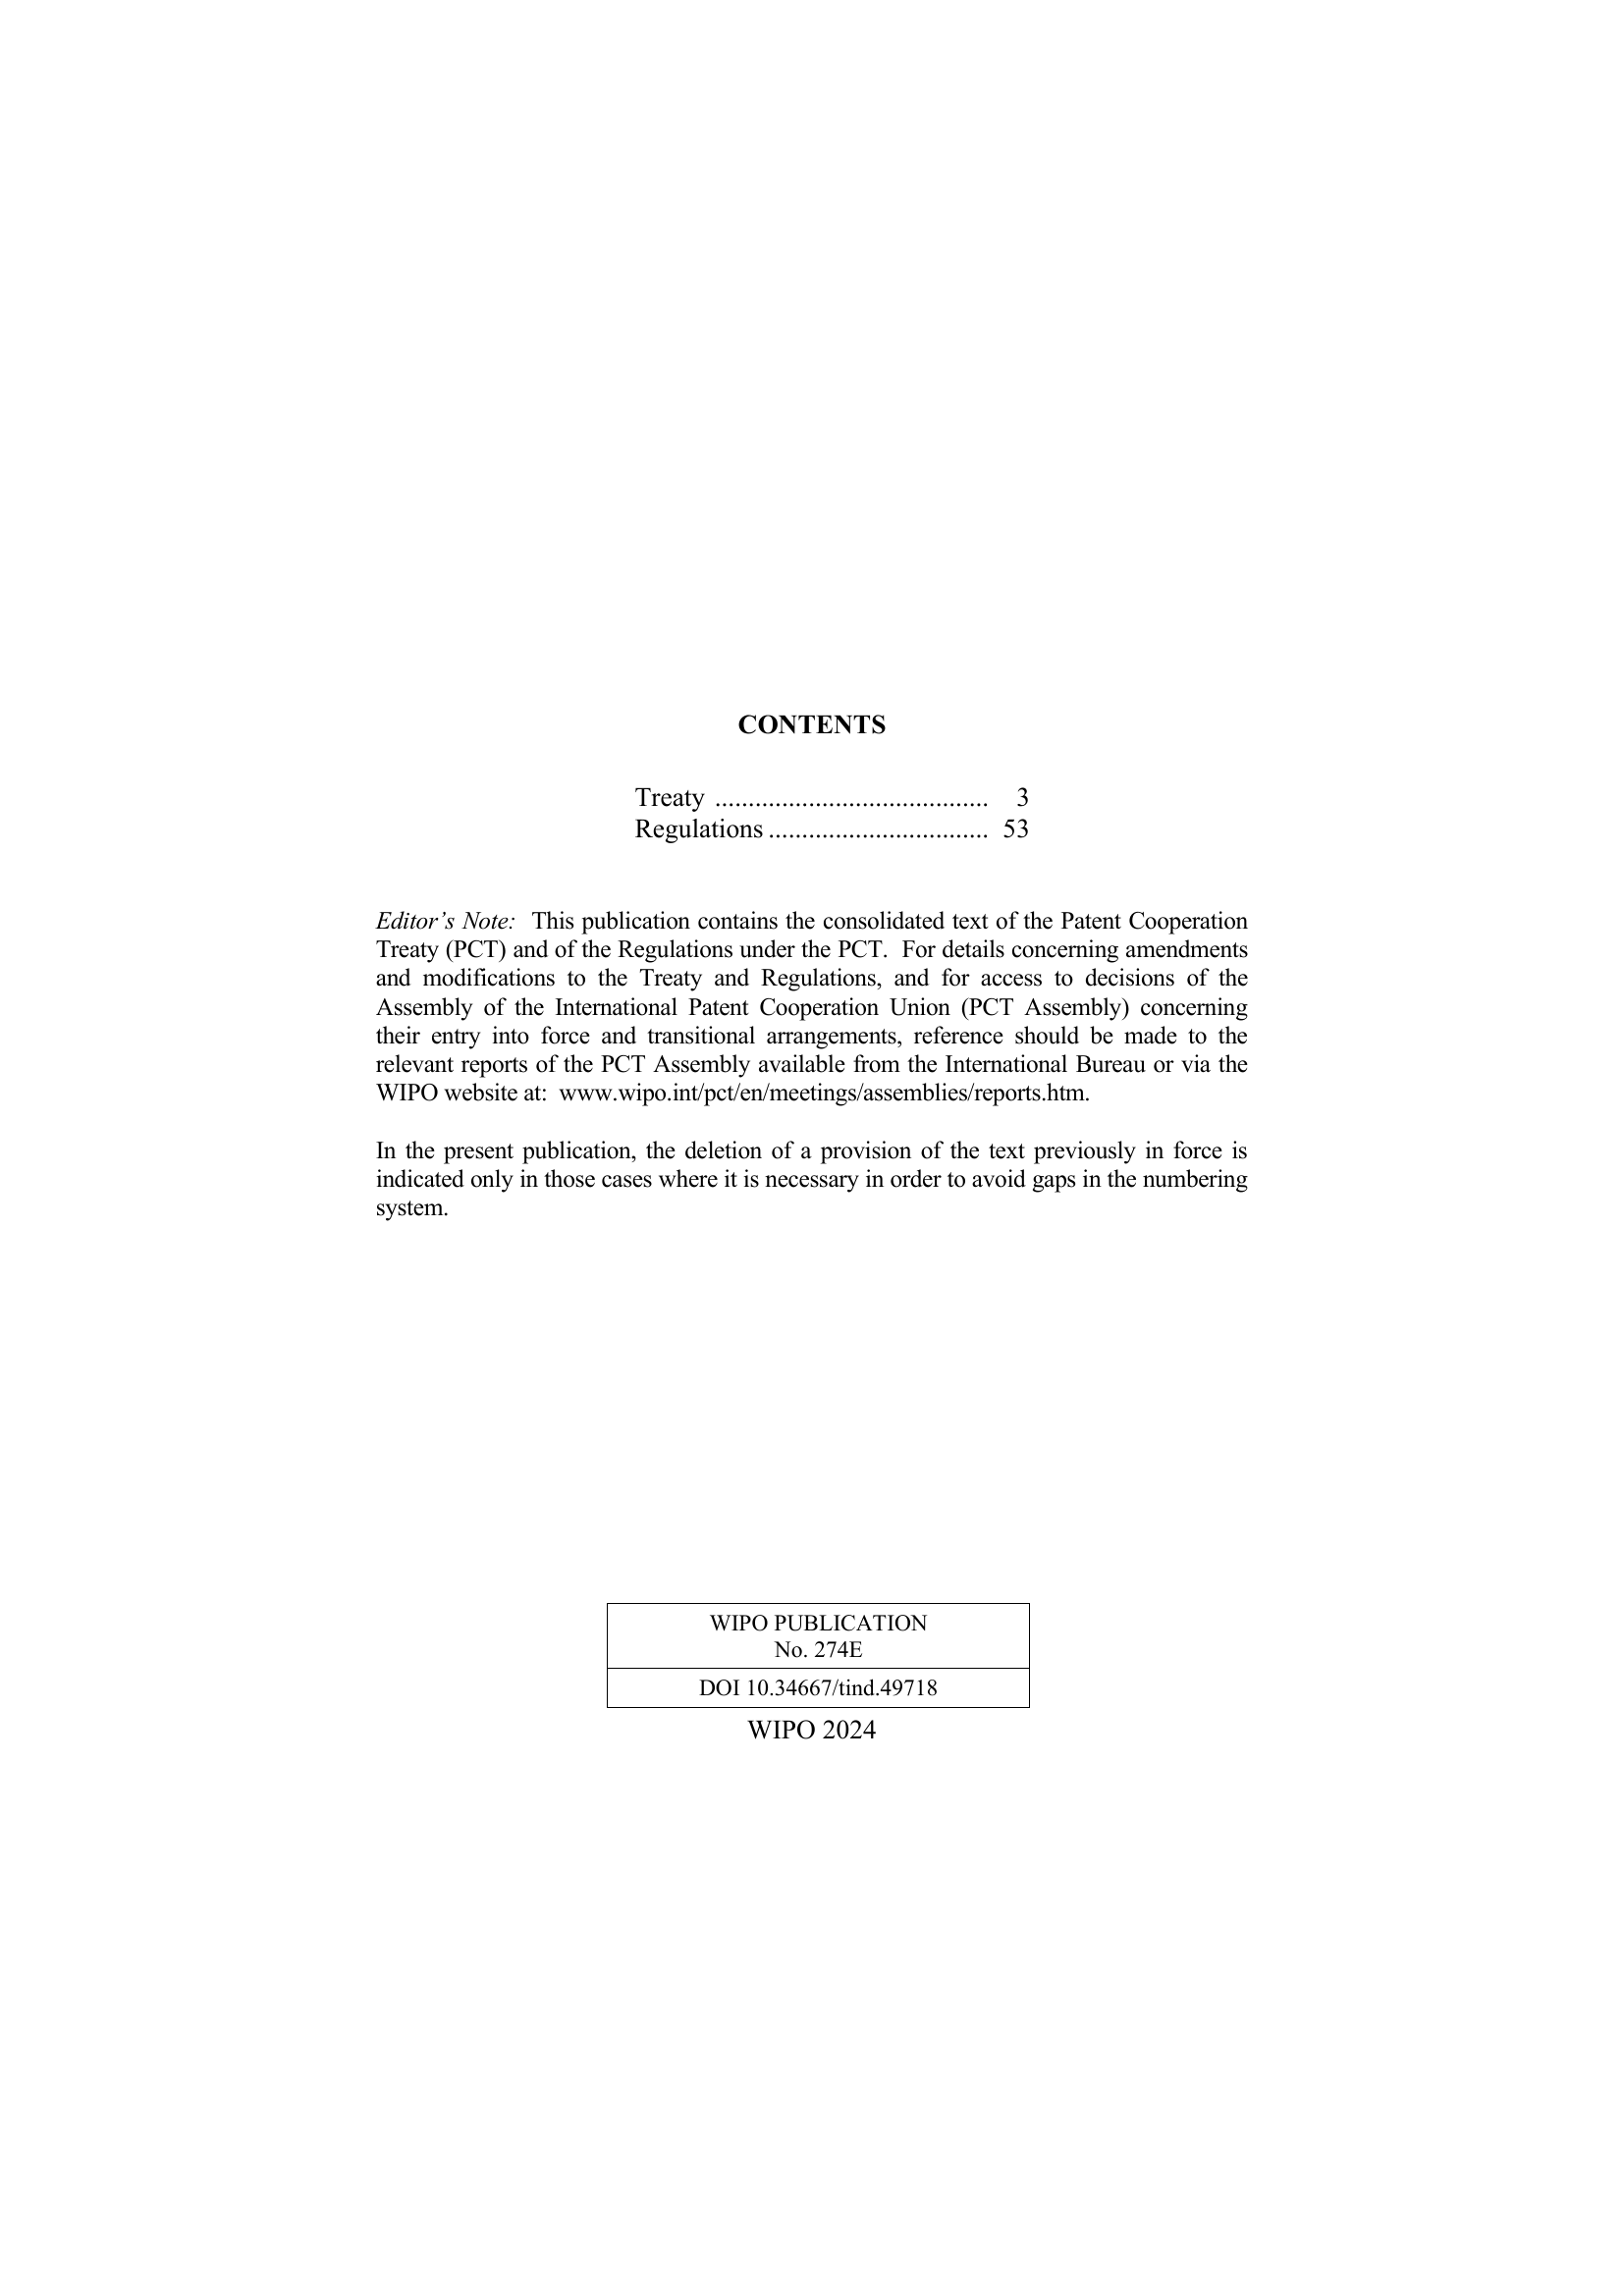 CONTENTS
Treaty ......................................... 3
Regulations ................................. 53
Editor’s Note:  This publication contains the consolidated text of the Patent Cooperation
Treaty (PCT) and of the Regulations under the PCT.  For details concerning amendments
and modifications to the Treaty and Regulations, and for access to decisions of the
Assembly of the International Patent Cooperation Union (PCT Assembly) concerning
their entry into force and transitional arrangements, reference should be made to the
relevant reports of the PCT Assembly available from the International Bureau or via the
WIPO website at:  www.wipo.int/pct/en/meetings/assemblies/reports.htm.
In the present publication, the deletion of a provision of the text previously in force is
indicated only in those cases where it is necessary in order to avoid gaps in the numbering
system.
WIPO PUBLICATION
No. 274E
DOI 10.34667/tind.49718
WIPO 2024